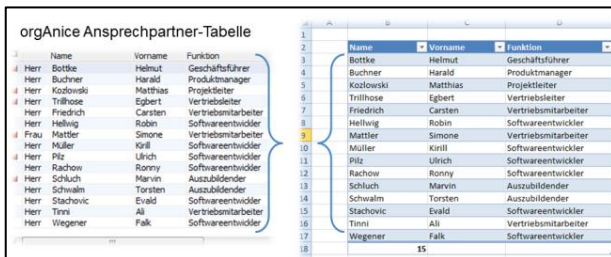 orgAnice Ansprechpartner-Tabelle
Name Vorname Funktion
Herr Bottke Helmut Geschäftsführer
Herr Buchner Harald Produktmanager
Herr Kozlowski Matthias Projektleiter
Herr Trillhose Egbert Vertriebsleiter
Herr Friedrich Carsten Vertriebsmitarbeiter
Herr Hellwig Robin Softwareentwickler
Frau Mattler Simone Vertriebsmitarbeiter
Herr Müller Kirill Softwareentwickler
Herr Pilz Ulrich Softwareentwickler
Herr Rachow Ronny Softwareentwickler
Herr Schluch Marvin Auszubildender
Herr Schwalm Torsten Auszubildender
Herr Stachovic Evald Softwareentwickler
Herr Tinni Ali Vertriebsmitarbeiter
Herr Wegener Falk Softwareentwickler
A B C D
1
2 Name Vorname Funktion
3 Bottke Helmut Geschäftsführer
4 Buchner Harald Produktmanager
5 Kozlowski Matthias Projektleiter
6 Trillhose Egbert Vertriebsleiter
7 Friedrich Carsten Vertriebsmitarbeiter
8 Hellwig Robin Softwareentwickler
9 Mattler Simone Vertriebsmitarbeiter
10 Müller Kirill Softwareentwickler
11 Pilz Ulrich Softwareentwickler
12 Rachow Ronny Softwareentwickler
13 Schluch Marvin Auszubildender
14 Schwalm Torsten Auszubildender
15 Stachovic Evald Softwareentwickler
16 Tinni Ali Vertriebsmitarbeiter
17 Wegener Falk Softwareentwickler
18 15